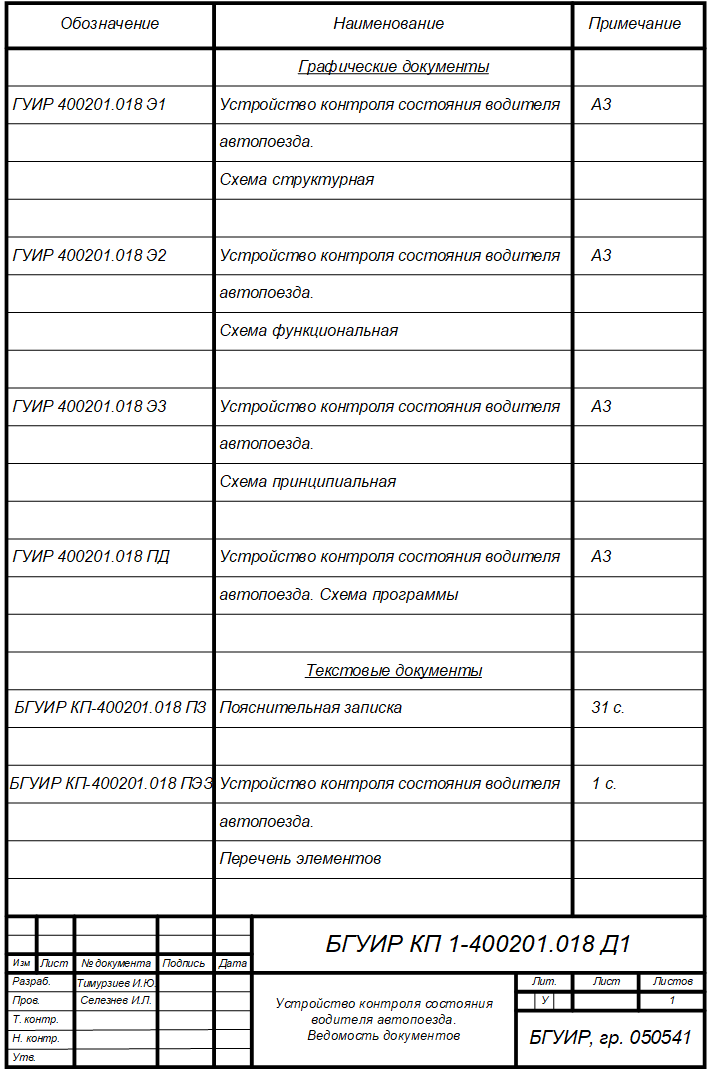 Обозначение Наименование Примечание
Графические документы
ГУИР 400201.018 Э1 Устройство контроля состояния водителя А3
автопоезда.
Схема структурная
ГУИР 400201.018 Э2 Устройство контроля состояния водителя А3
автопоезда.
Схема функциональная
ГУИР 400201.018 Э3 Устройство контроля состояния водителя А3
автопоезда.
Схема принципиальная
ГУИР 400201.018 ПД Устройство контроля состояния водителя А3
автопоезда. Схема программы
Текстовые документы
БГУИР КП-400201.018 ПЗ Пояснительная записка 31 с.
БГУИР КП-400201.018 ПЭ3 Устройство контроля состояния водителя 1 с.
автопоезда.
Перечень элементов
БГУИР КП 1-400201.018 Д1
Изм Лист № документа Подпись Дата
Разраб. Тимурзиев И.Ю.
Пров. Селезнев И.Л.
Т. контр.
Н. контр.
Утв.
Устройство контроля состояния
водителя автопоезда.
Ведомость документов
Лит. Лист Листов
У 1
БГУИР, гр. 050541